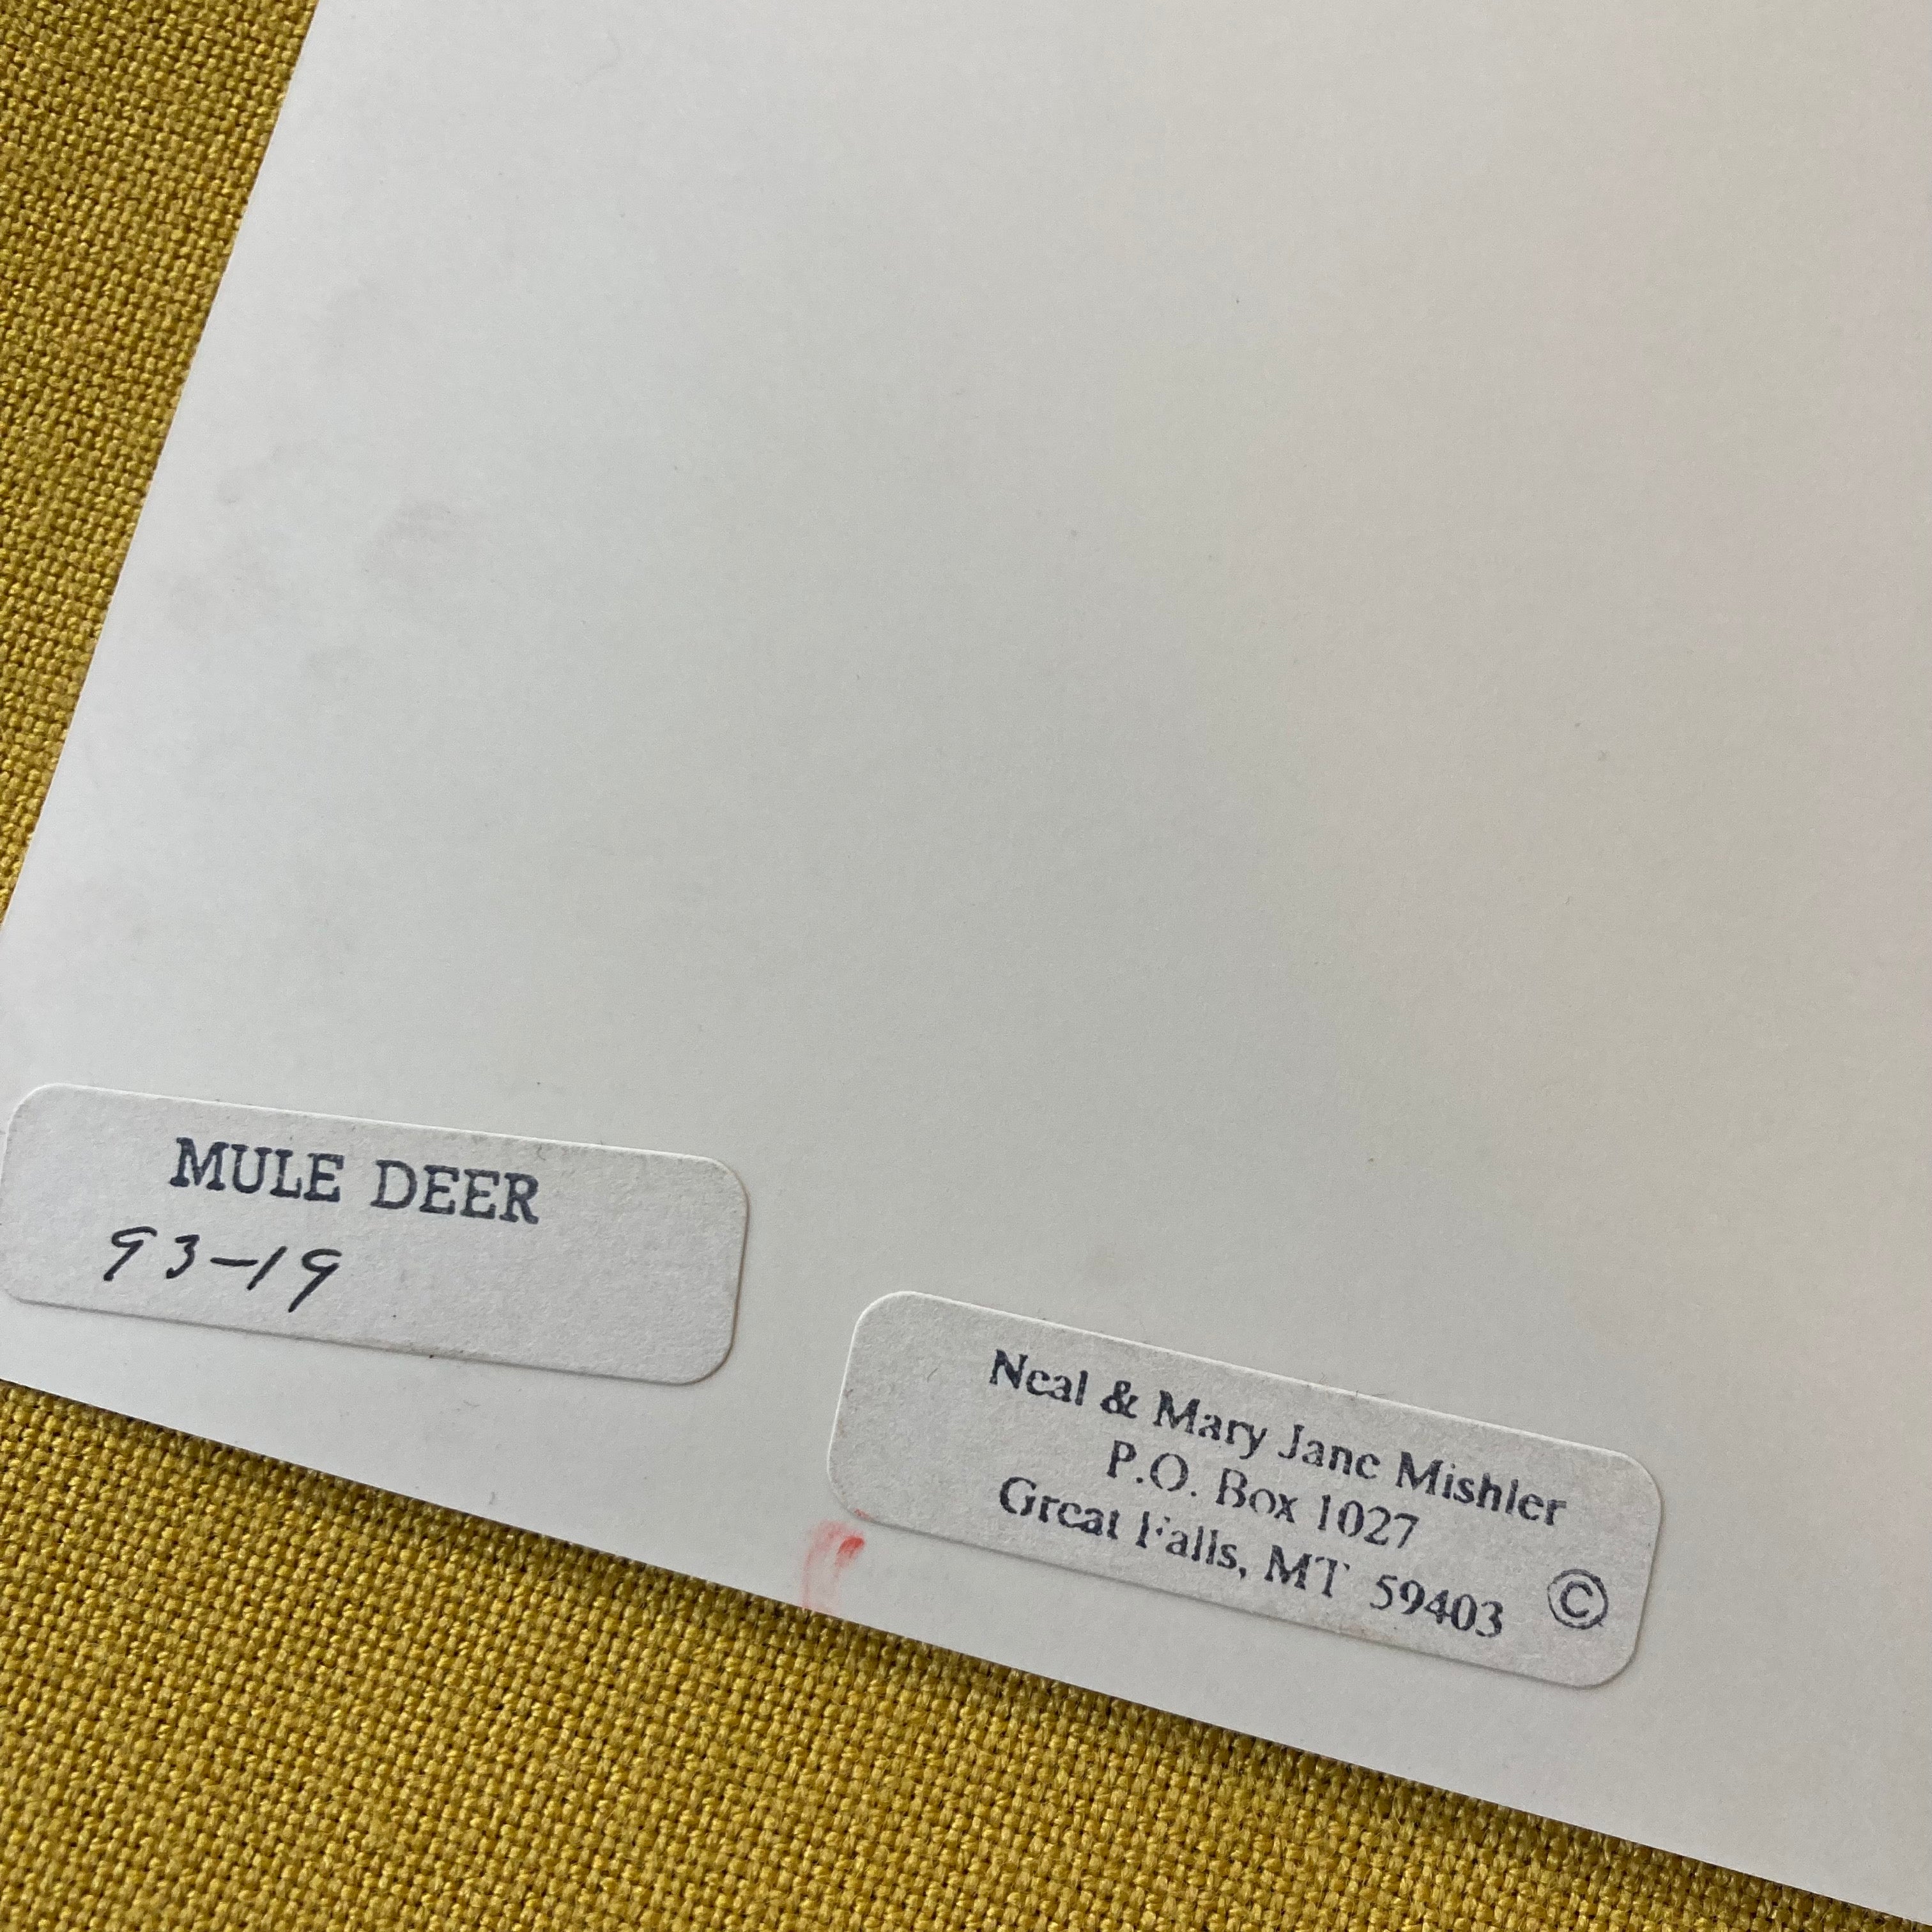 MULE DEER
93-19
Neal & Mary Jane Mishler
P.O. Box 1027
Great Falls, MT 59403 ©